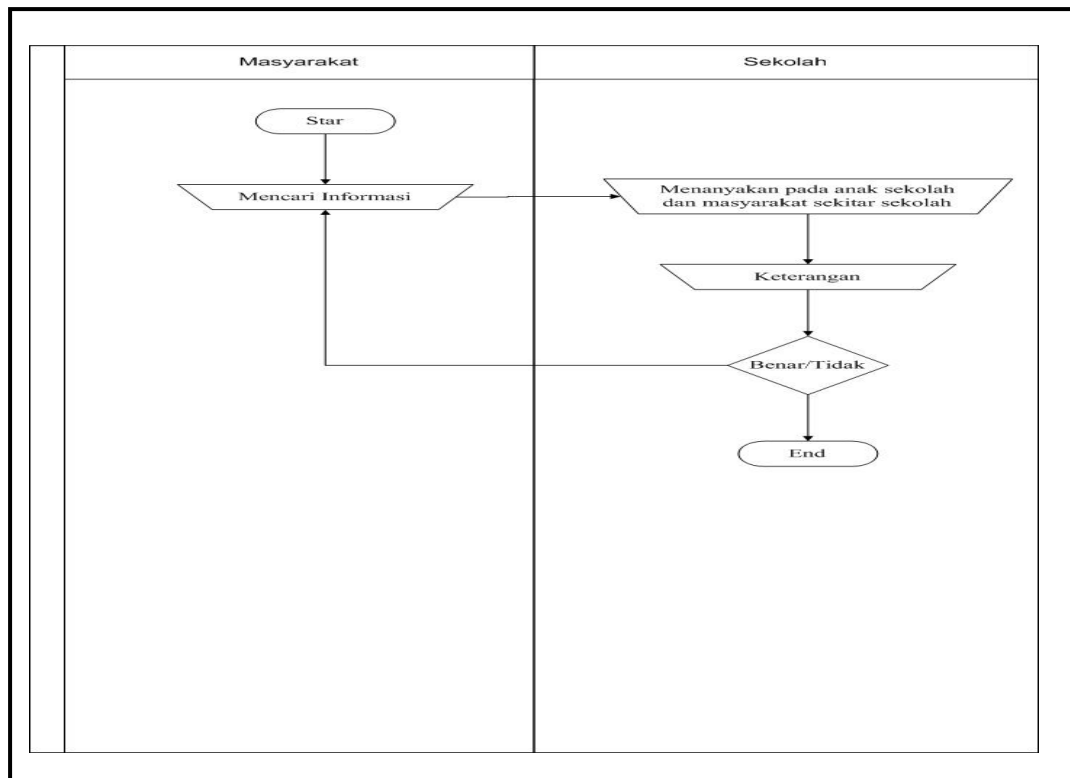 Masyarakat
Sekolah
Star
Mencari Informasi
Menanyakan pada anak sekolah
dan masyarakat sekitar sekolah
Keterangan
Benar/Tidak
End